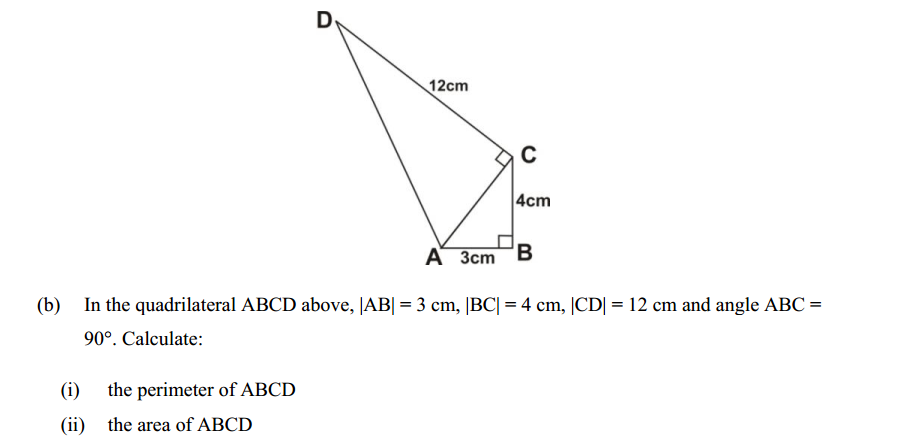 D
12cm
C
4cm
A 3cm B
(b) In the quadrilateral ABCD above, |AB| = 3 cm, |BC| = 4 cm, |CD| = 12 cm and angle ABC =
90°. Calculate:
(i) the perimeter of ABCD
(ii) the area of ABCD